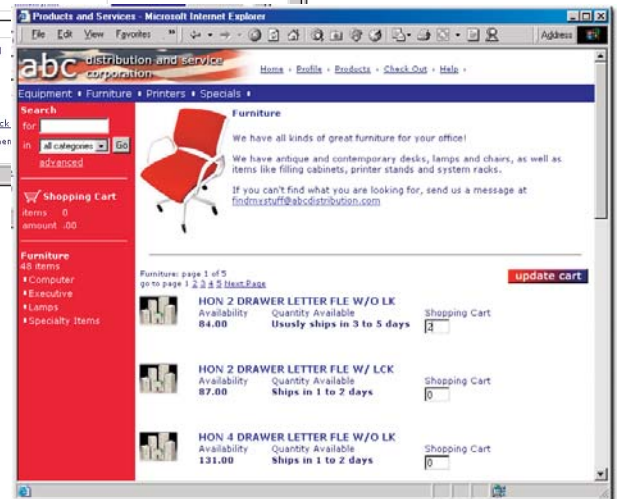 Products and Services - Microsoft Internet Explorer
File Edit View Favorites » Address
abc distribution and service corporation
Home • Profile • Products • Check Out • Help •
Equipment • Furniture • Printers • Specials •
Search
for
in all categories Go
advanced
Shopping Cart
items 0
amount .00
Furniture
48 items
Computer
Executive
Lamps
Specialty Items
Furniture
We have all kinds of great furniture for your office!
We have antique and contemporary desks, lamps and chairs, as well as
items like filling cabinets, printer stands and system racks.
If you can't find what you are looking for, send us a message at
findmystuff@abcdistribution.com
Furniture: page 1 of 5
go to page 1 2 3 4 5 Next Page
update cart
HON 2 DRAWER LETTER FLE W/O LK
Availability Quantity Available Shopping Cart
84.00 Ususly ships in 3 to 5 days 2
HON 2 DRAWER LETTER FLE W/ LCK
Availability Quantity Available Shopping Cart
87.00 Ships in 1 to 2 days 0
HON 4 DRAWER LETTER FLE W/O LK
Availability Quantity Available Shopping Cart
131.00 Ships in 1 to 2 days 0